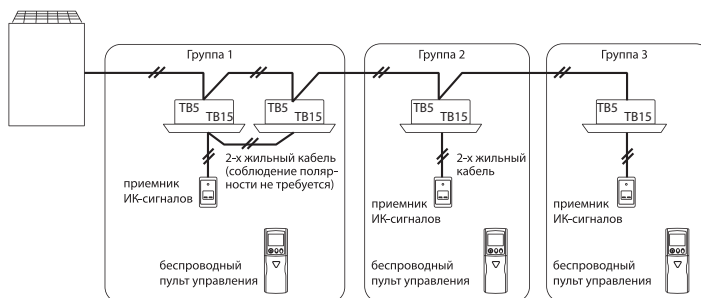 Группа 1
Группа 2
Группа 3
TB5
TB15
TB5
TB15
TB5
TB15
TB5
TB15
2-х жильный кабель
(соблюдение поляр-
ности не требуется)
2-х жильный
кабель
приемник
ИК-сигналов
приемник
ИК-сигналов
приемник
ИК-сигналов
беспроводный
пульт управления
беспроводный
пульт управления
беспроводный
пульт управления